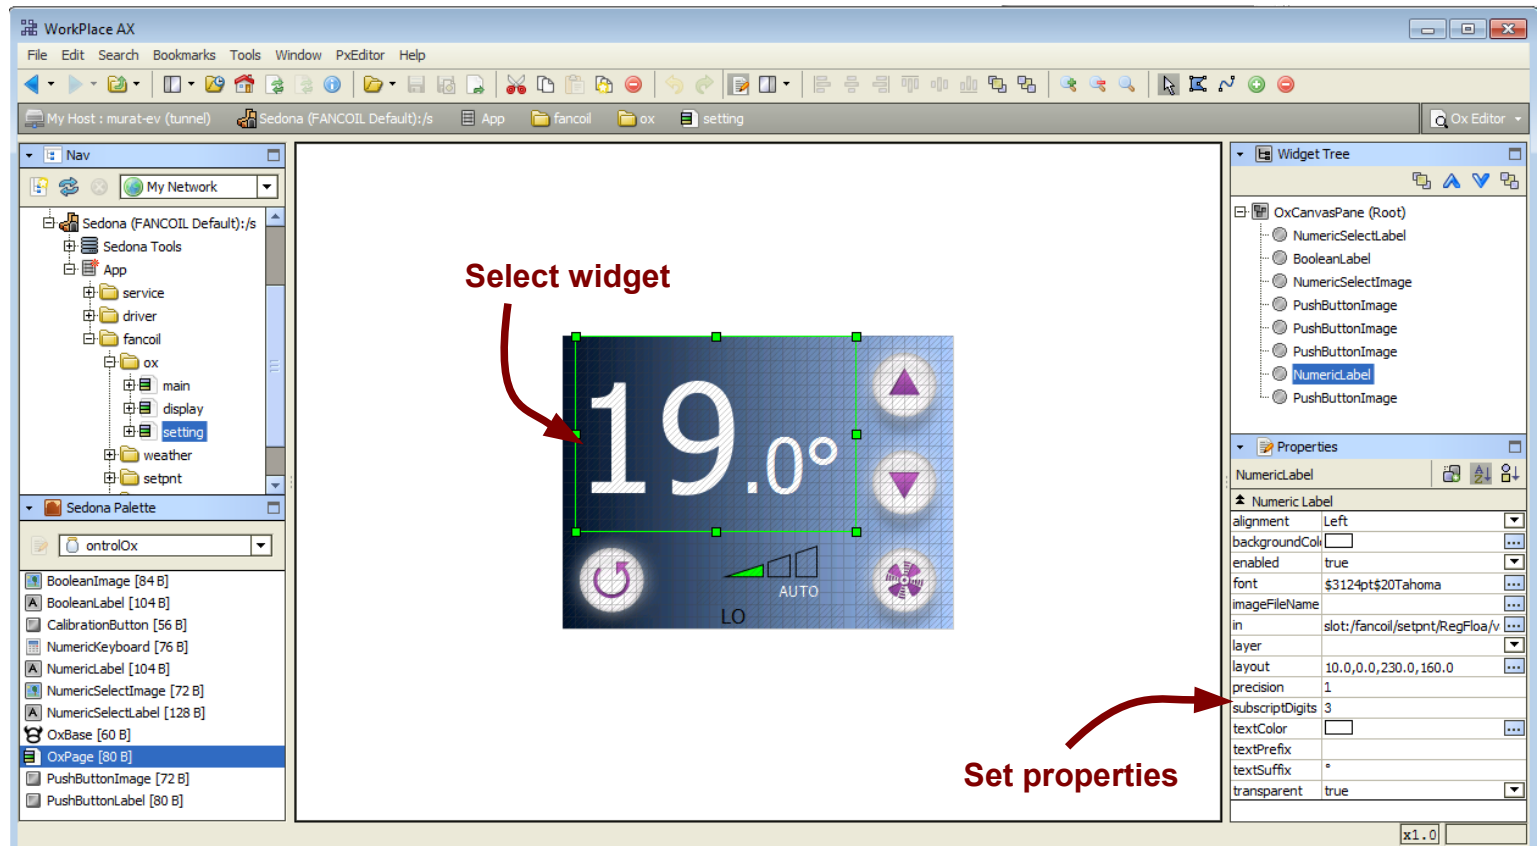 WorkPlace AX
File Edit Search Bookmarks Tools Window PxEditor Help
My Host : murat-ev (tunnel) Sedona (FANCOIL Default):/s App fancoil ox setting Ox Editor
Nav
My Network
Sedona (FANCOIL Default):/s
Sedona Tools
App
service
driver
fancoil
ox
main
display
setting
weather
setpnt
Sedona Palette
ontrolOx
BooleanImage [84 B]
BooleanLabel [104 B]
CalibrationButton [56 B]
NumericKeyboard [76 B]
NumericLabel [104 B]
NumericSelectImage [72 B]
NumericSelectLabel [128 B]
OxBase [60 B]
OxPage [80 B]
PushButtonImage [72 B]
PushButtonLabel [80 B]
Select widget
19.0°
AUTO
LO
Set properties
Widget Tree
OxCanvasPane (Root)
NumericSelectLabel
BooleanLabel
NumericSelectImage
PushButtonImage
PushButtonImage
PushButtonImage
NumericLabel
PushButtonImage
Properties
NumericLabel
Numeric Label
alignment Left
backgroundCol
enabled true
font $3124pt$20Tahoma
imageFileName
in slot:/fancoil/setpnt/RegFloa/v
layer
layout 10.0,0.0,230.0,160.0
precision 1
subscriptDigits 3
textColor
textPrefix
textSuffix °
transparent true
x1.0